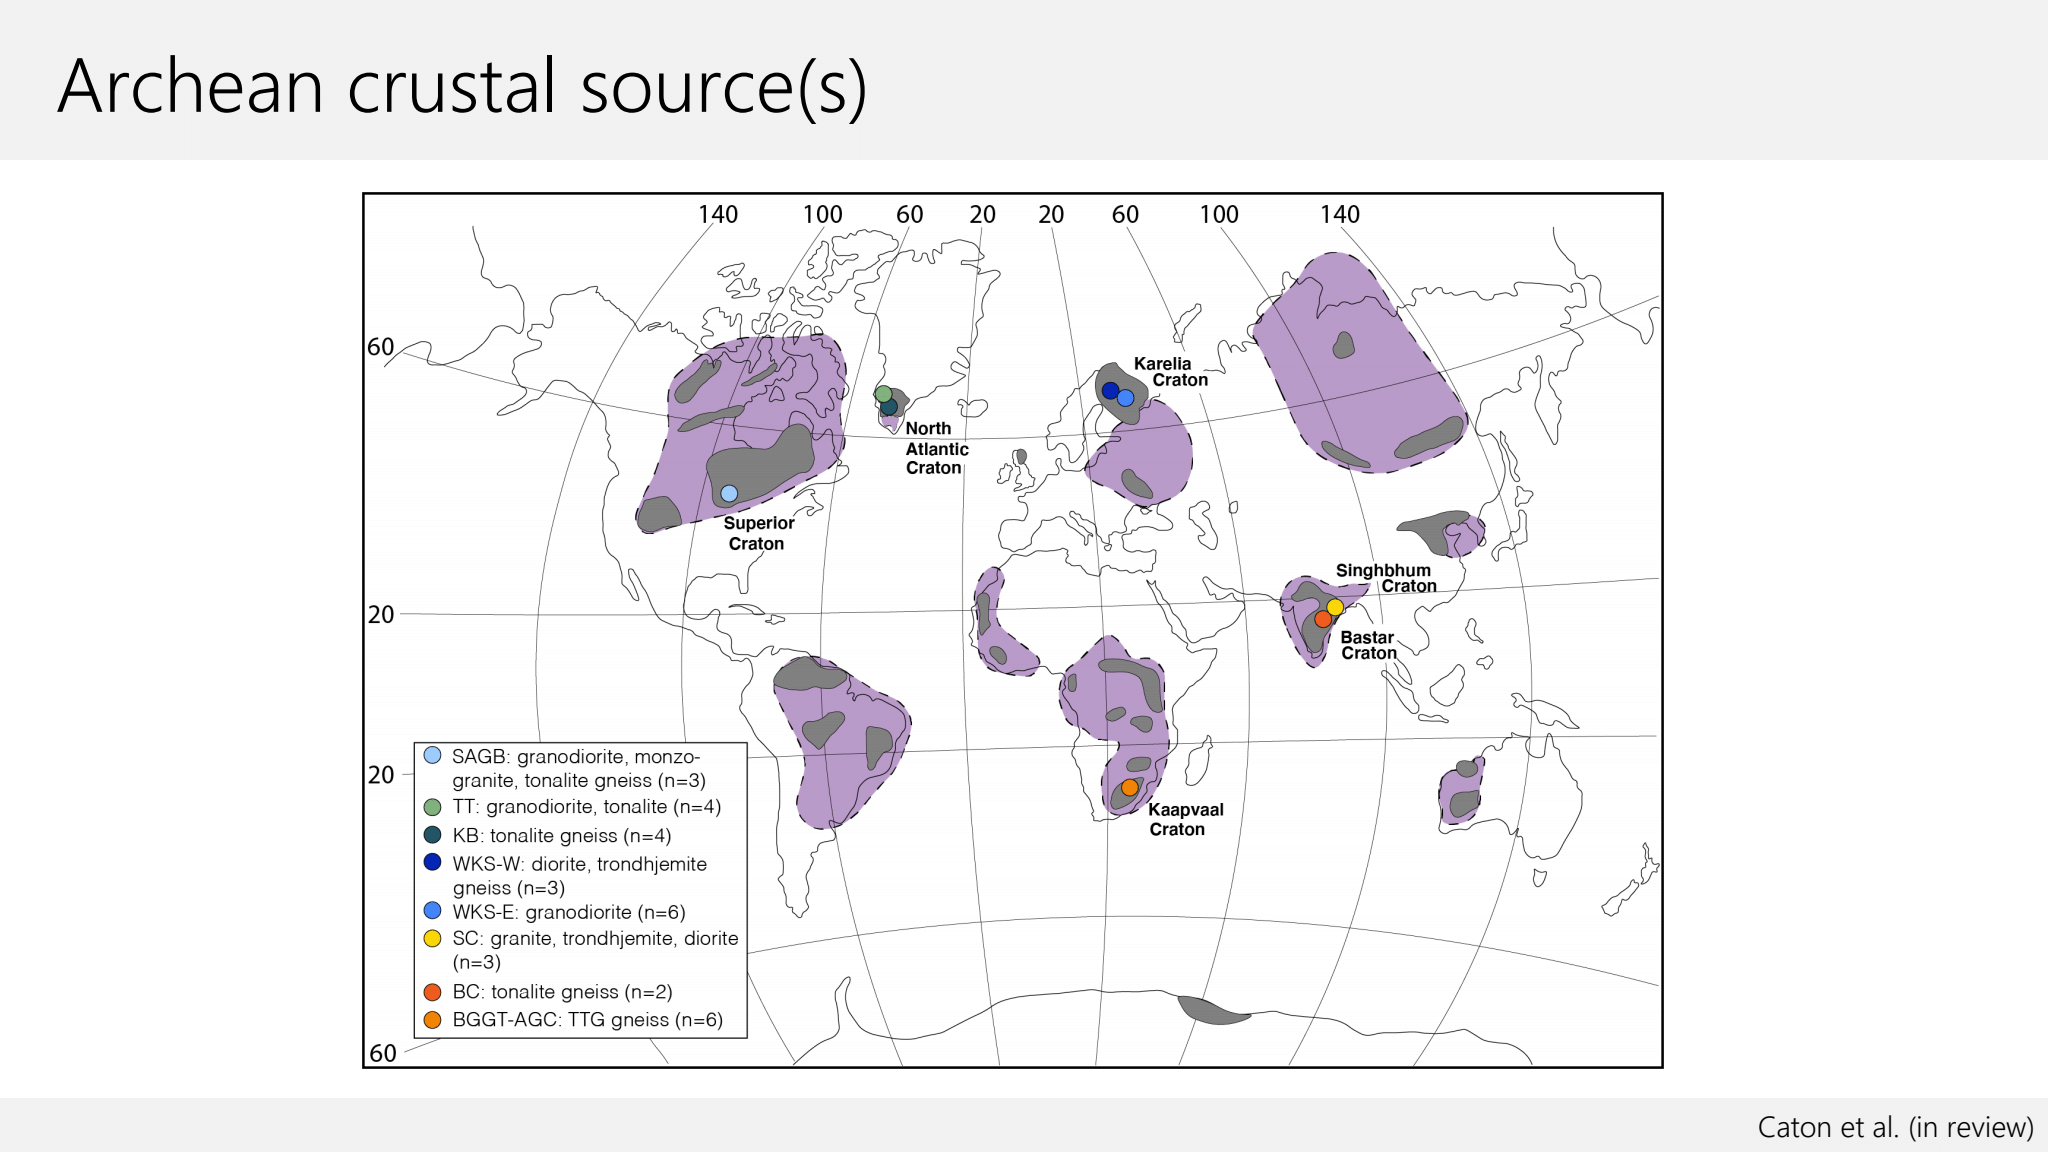 Archean crustal source(s)
140 100 60 20 20 60 100 140
60
Karelia
Craton
North
Atlantic
Craton
Superior
Craton
Singhbhum
Craton
20
Bastar
Craton
20
Kaapvaal
Craton
SAGB: granodiorite, monzo-
granite, tonalite gneiss (n=3)
TT: granodiorite, tonalite (n=4)
KB: tonalite gneiss (n=4)
WKS-W: diorite, trondhjemite
gneiss (n=3)
WKS-E: granodiorite (n=6)
SC: granite, trondhjemite, diorite
(n=3)
BC: tonalite gneiss (n=2)
BGGT-AGC: TTG gneiss (n=6)
60
Caton et al. (in review)